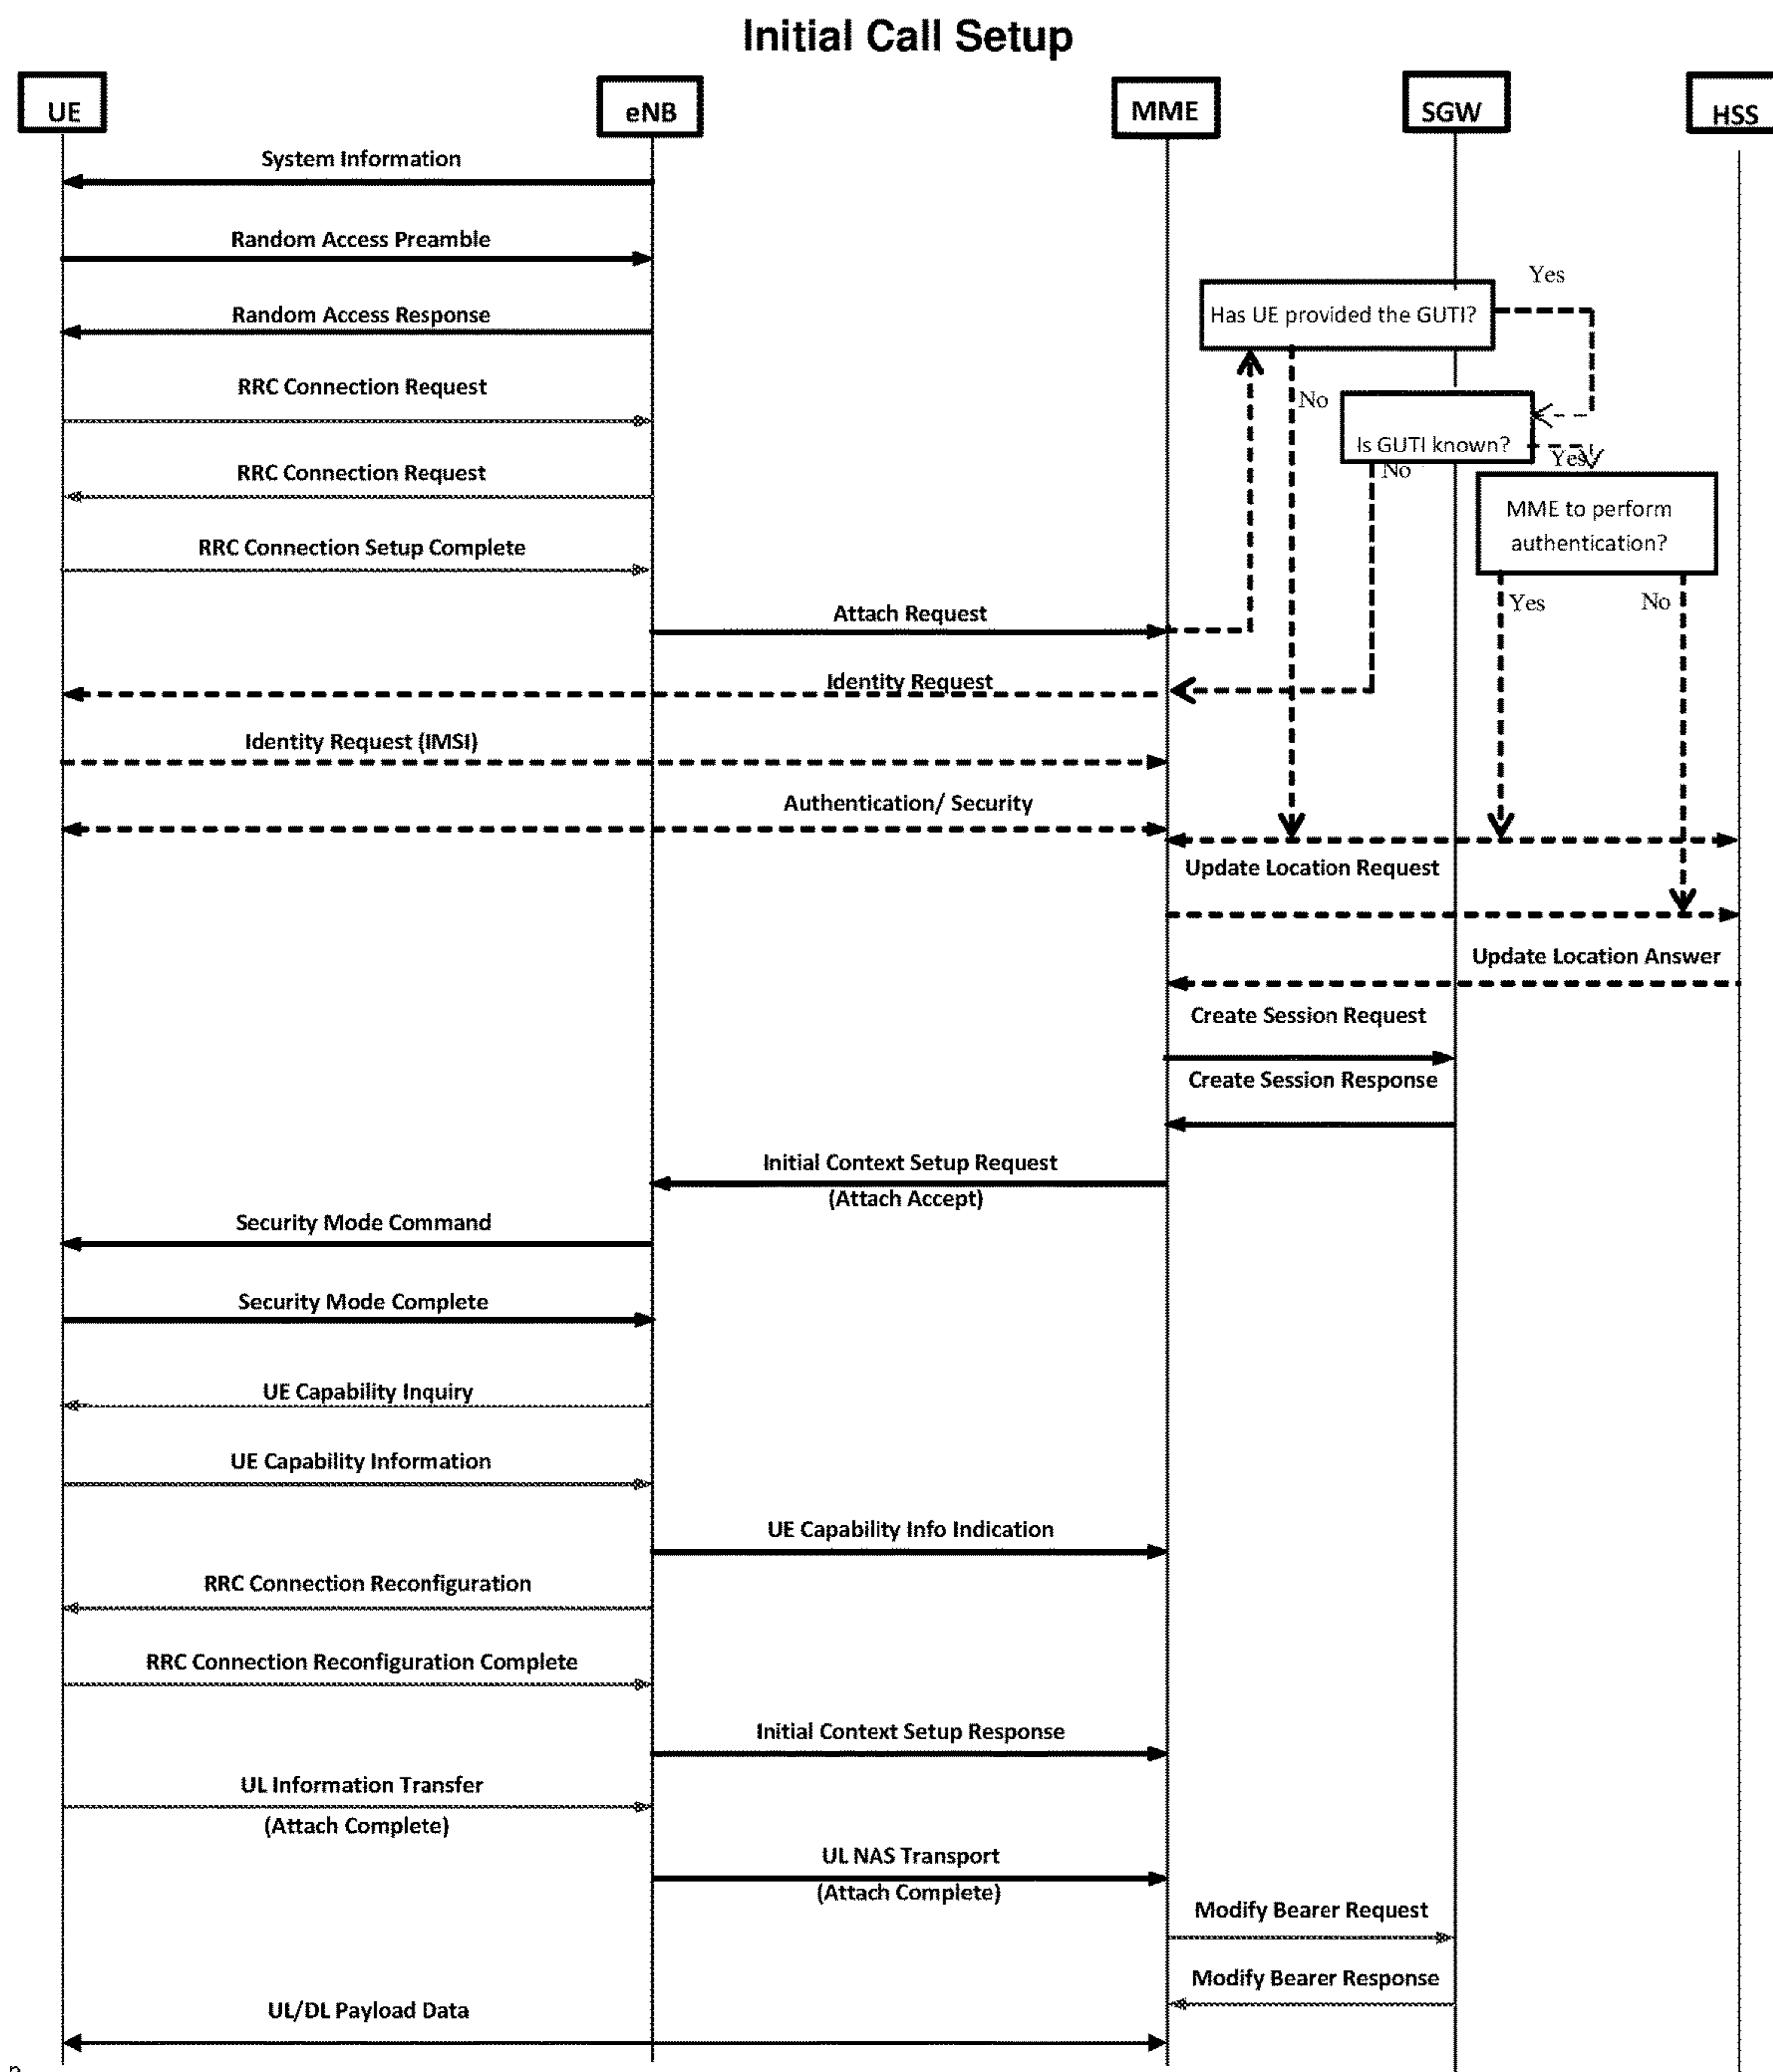 Initial Call Setup
UE
eNB
MME
SGW
HSS
System Information
Random Access Preamble
Yes
Has UE provided the GUTI?
Random Access Response
RRC Connection Request
No
Is GUTI known?
Yes
No
RRC Connection Request
MME to perform
authentication?
RRC Connection Setup Complete
Yes
No
Attach Request
Identity Request
Identity Request (IMSI)
Authentication/ Security
Update Location Request
Update Location Answer
Create Session Request
Create Session Response
Initial Context Setup Request
(Attach Accept)
Security Mode Command
Security Mode Complete
UE Capability Inquiry
UE Capability Information
UE Capability Info Indication
RRC Connection Reconfiguration
RRC Connection Reconfiguration Complete
Initial Context Setup Response
UL Information Transfer
(Attach Complete)
UL NAS Transport
(Attach Complete)
Modify Bearer Request
Modify Bearer Response
UL/DL Payload Data